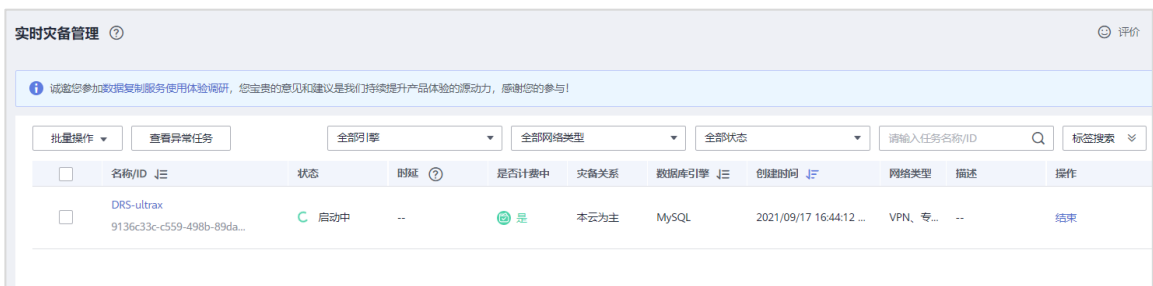 实时灾备管理 ?
评价
诚邀您参加数据复制服务使用体验调研，您宝贵的意见和建议是我们持续提升产品体验的源动力，感谢您的参与！
批量操作 查看异常任务 全部引擎 全部网络类型 全部状态 请输入任务名称/ID 标签搜索
名称/ID 状态 时延 ? 是否计费中 灾备关系 数据库引擎 创建时间 网络类型 描述 操作
DRS-ultrax
9136c33c-c559-498b-89da...
启动中 -- 是 本云为主 MySQL 2021/09/17 16:44:12 ... VPN、专... -- 结束